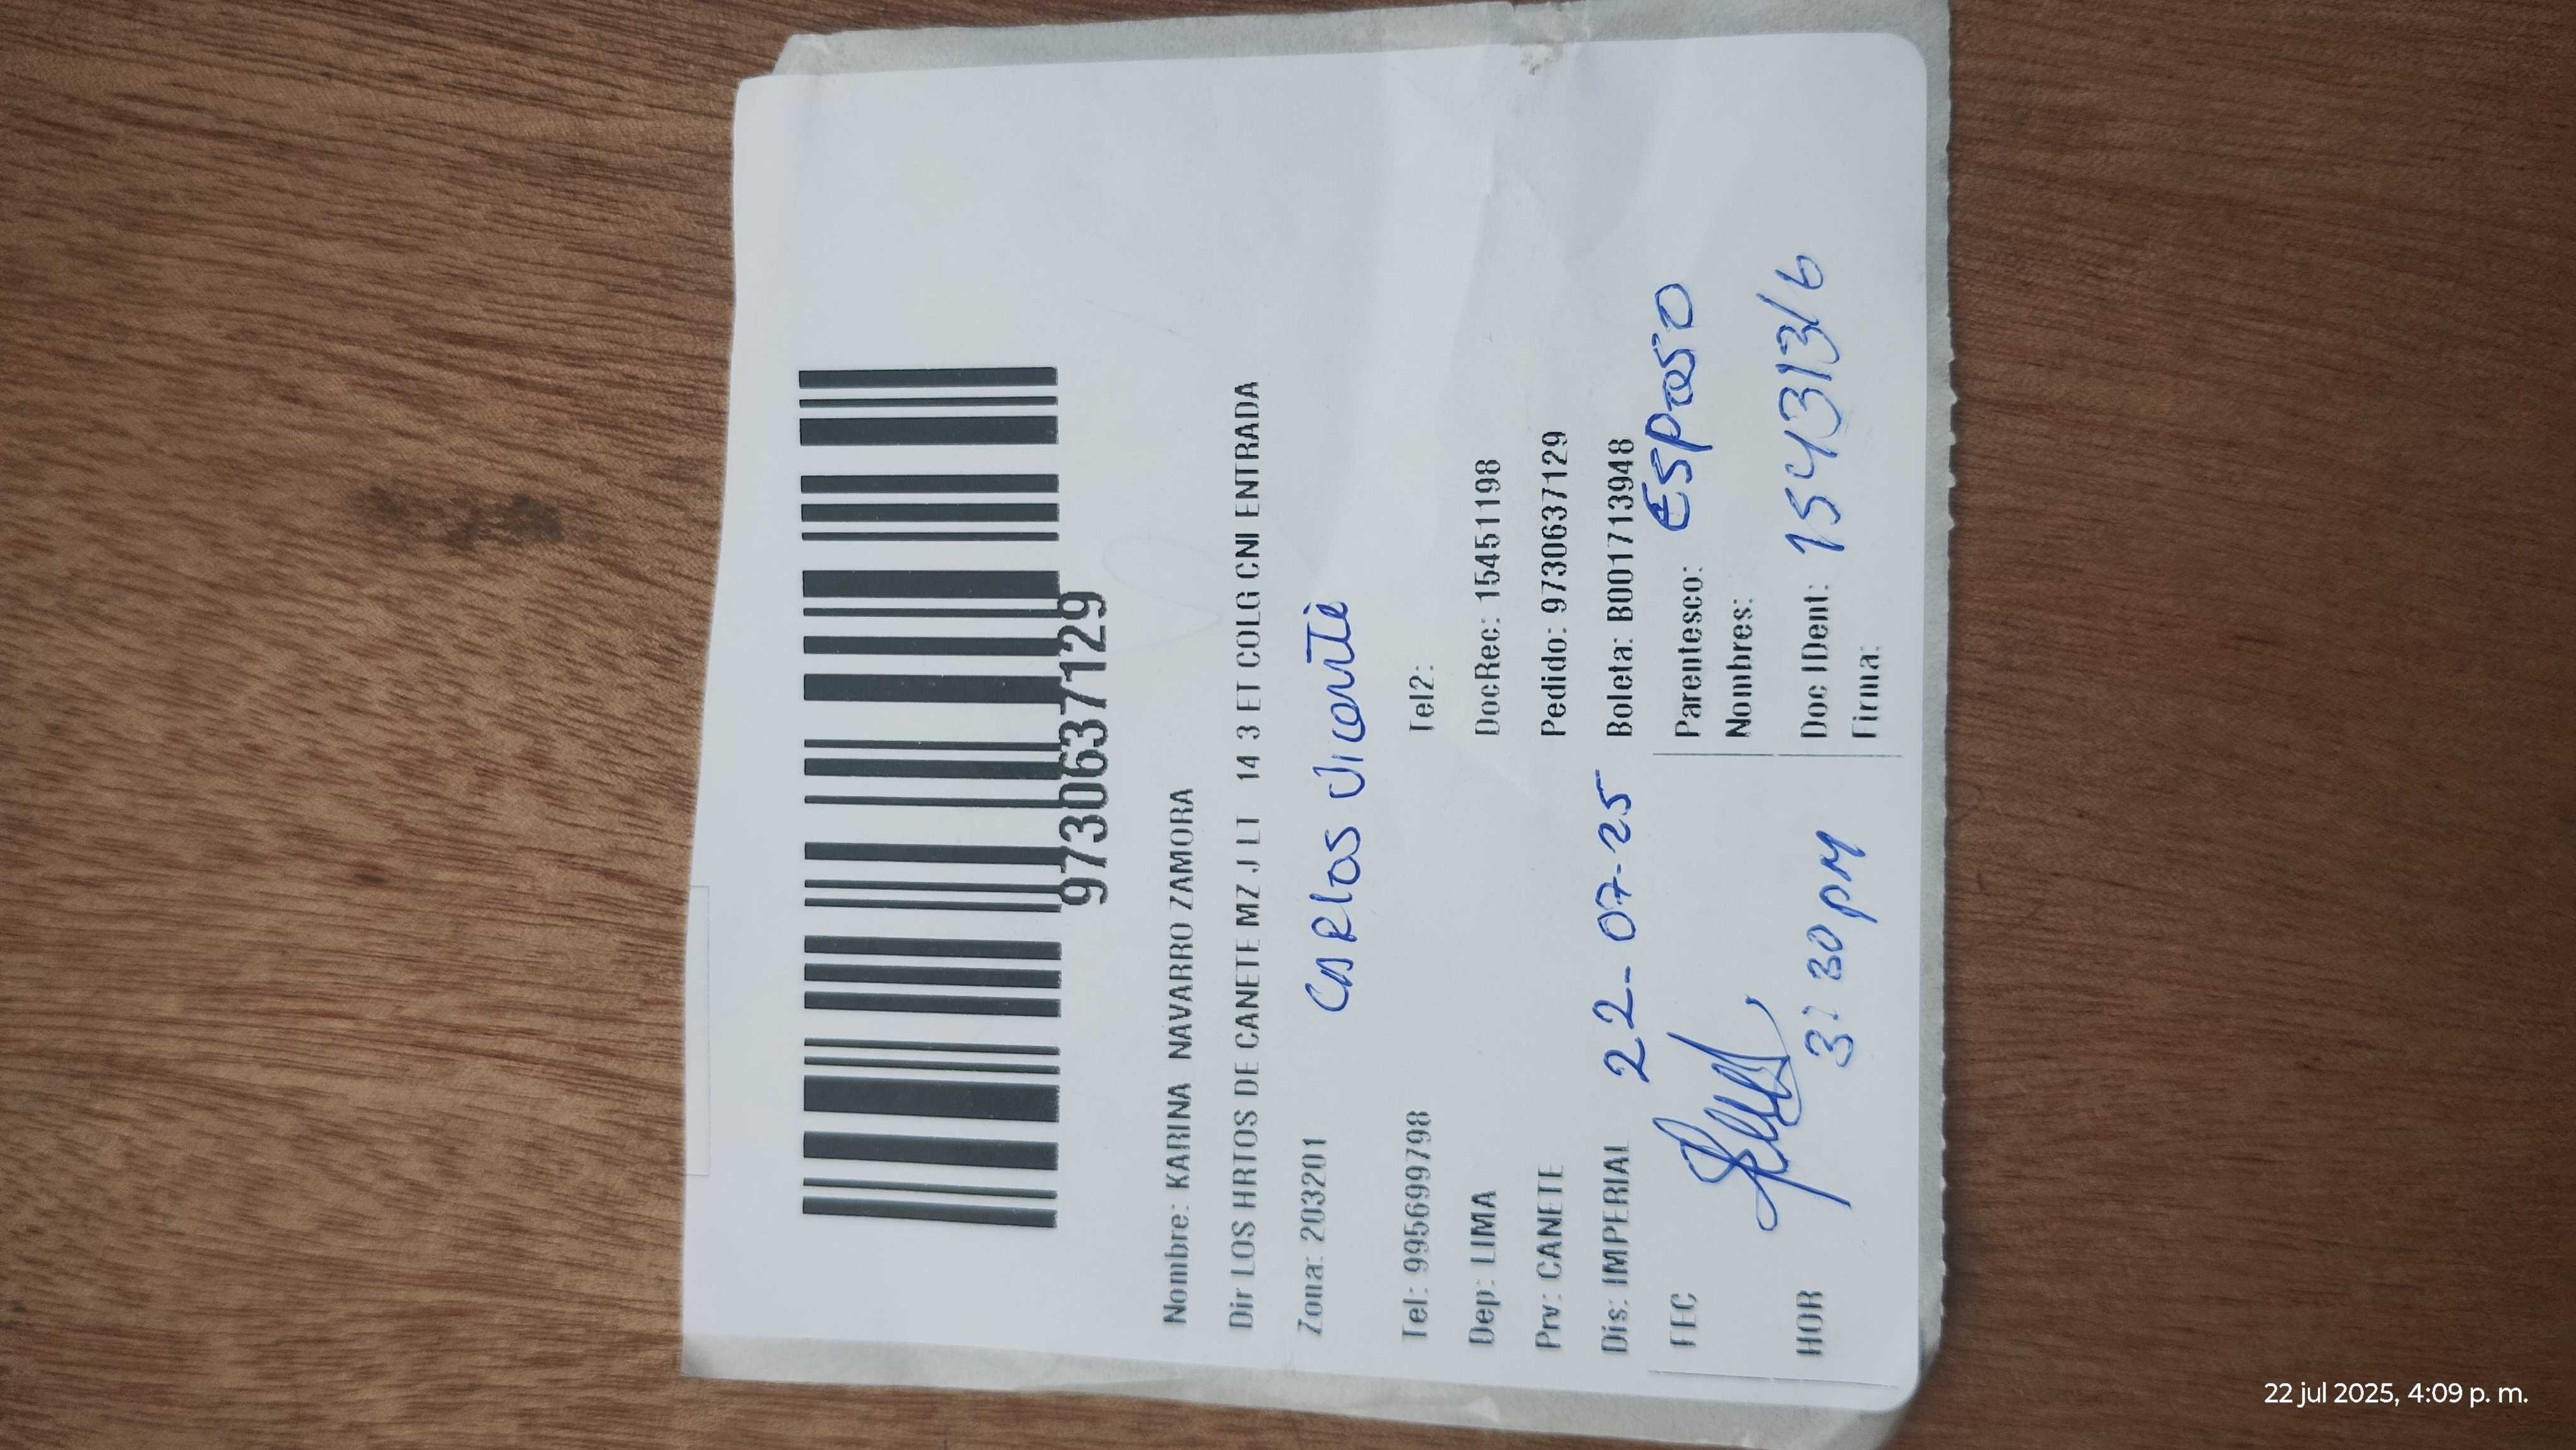 9730637129
Nombre: KARINA NAVARRO ZAMORA
Dir LOS HRTOS DE CANETE MZ J LT 14 3 ET COLG CNI ENTRADA
Zona: 203201
CARlos Vicente
Tel: 995699798 Tel2:
Dep: LIMA DocRec: 15451198
Prv: CANETE Pedido: 9730637129
Dis: IMPERIAL 22-07-25 Boleta: B001713948
FEC Parentesco: Esposo
Nombres:
HOR 3:30 pm Doc IDent: 15431316
Firma:
22 jul 2025, 4:09 p. m.